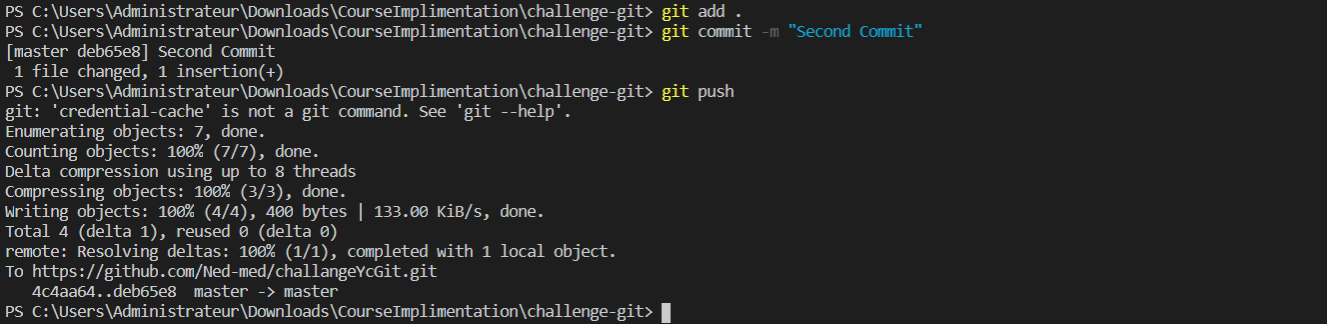 PS C:\Users\Administrateur\Downloads\CourseImplimentation\challenge-git> git add .
PS C:\Users\Administrateur\Downloads\CourseImplimentation\challenge-git> git commit -m "Second Commit"
[master deb65e8] Second Commit
 1 file changed, 1 insertion(+)
PS C:\Users\Administrateur\Downloads\CourseImplimentation\challenge-git> git push
git: 'credential-cache' is not a git command. See 'git --help'.
Enumerating objects: 7, done.
Counting objects: 100% (7/7), done.
Delta compression using up to 8 threads
Compressing objects: 100% (3/3), done.
Writing objects: 100% (4/4), 400 bytes | 133.00 KiB/s, done.
Total 4 (delta 1), reused 0 (delta 0)
remote: Resolving deltas: 100% (1/1), completed with 1 local object.
To https://github.com/Ned-med/challangeYcGit.git
   4c4aa64..deb65e8  master -> master
PS C:\Users\Administrateur\Downloads\CourseImplimentation\challenge-git>